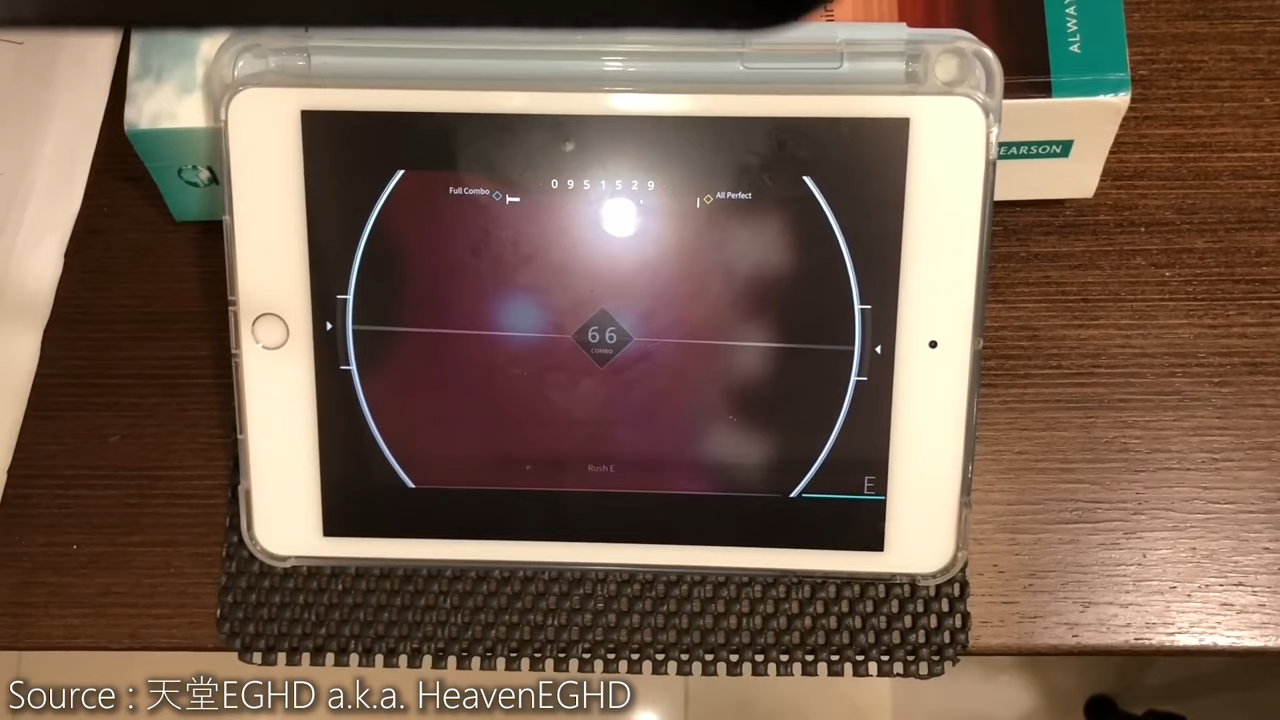 ALWAY
PEARSON
0951529
Full Combo
All Perfect
66
COMBO
Rush E
E
Source : 天堂EGHD a.k.a. HeavenEGHD